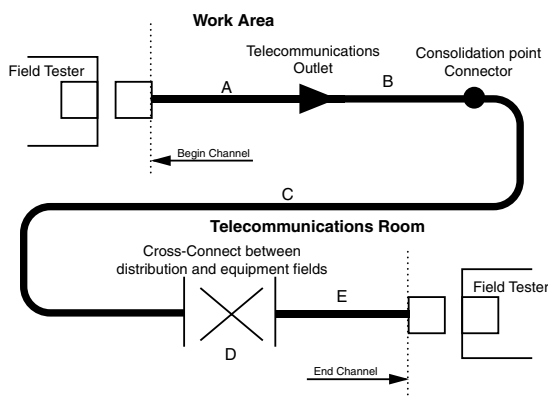 Work Area
Telecommunications
Outlet
Consolidation point
Connector
Field Tester
A
B
Begin Channel
C
Telecommunications Room
Cross-Connect between
distribution and equipment fields
E
Field Tester
D
End Channel